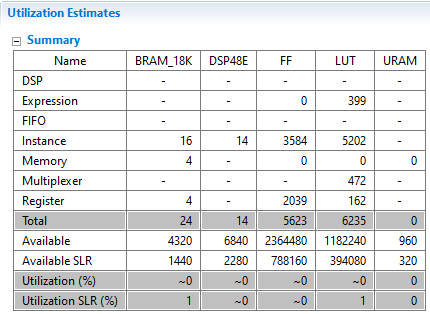 Utilization Estimates
Summary
Name BRAM_18K DSP48E FF LUT URAM
DSP - - - - -
Expression - - 0 399 -
FIFO - - - - -
Instance 16 14 3584 5202 -
Memory 4 - 0 0 0
Multiplexer - - - 472 -
Register 4 - 2039 162 -
Total 24 14 5623 6235 0
Available 4320 6840 2364480 1182240 960
Available SLR 1440 2280 788160 394080 320
Utilization (%) ~0 ~0 ~0 ~0 0
Utilization SLR (%) 1 ~0 ~0 1 0